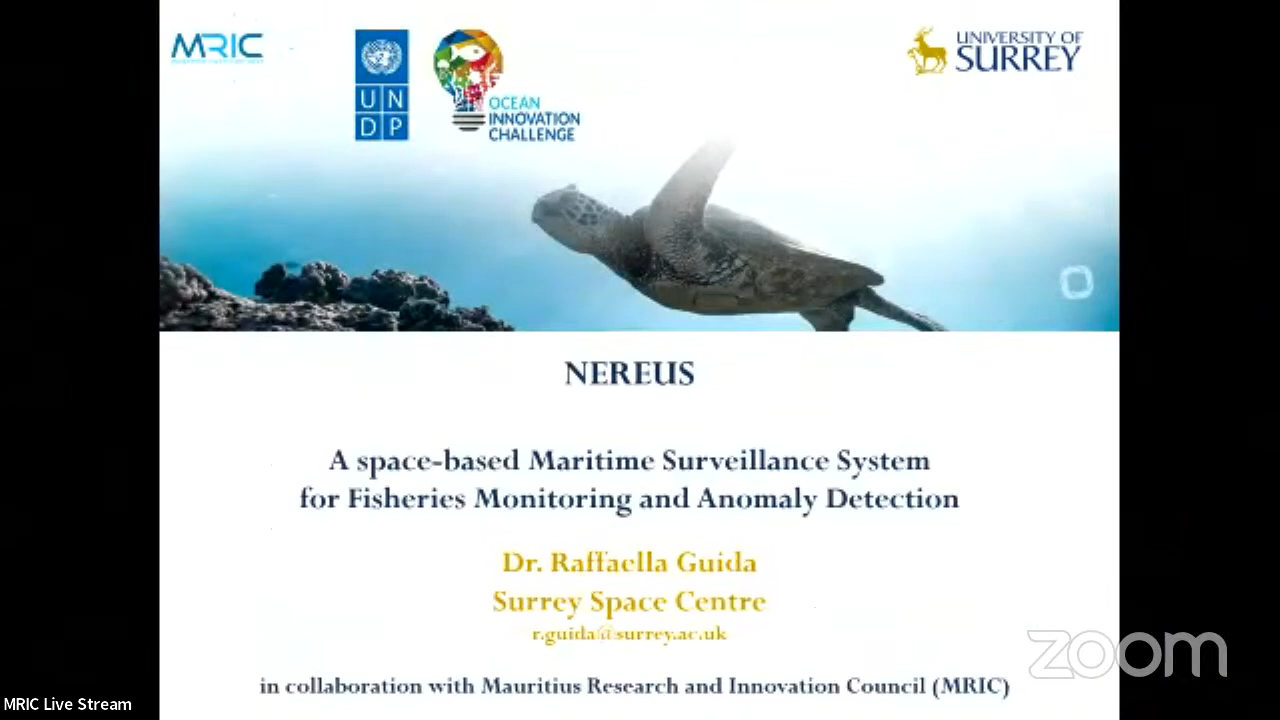 MRIC
UN
DP
OCEAN
INNOVATION
CHALLENGE
UNIVERSITY OF
SURREY
NEREUS
A space-based Maritime Surveillance System
for Fisheries Monitoring and Anomaly Detection
Dr. Raffaella Guida
Surrey Space Centre
r.guida@surrey.ac.uk
in collaboration with Mauritius Research and Innovation Council (MRIC)
zoom
MRIC Live Stream